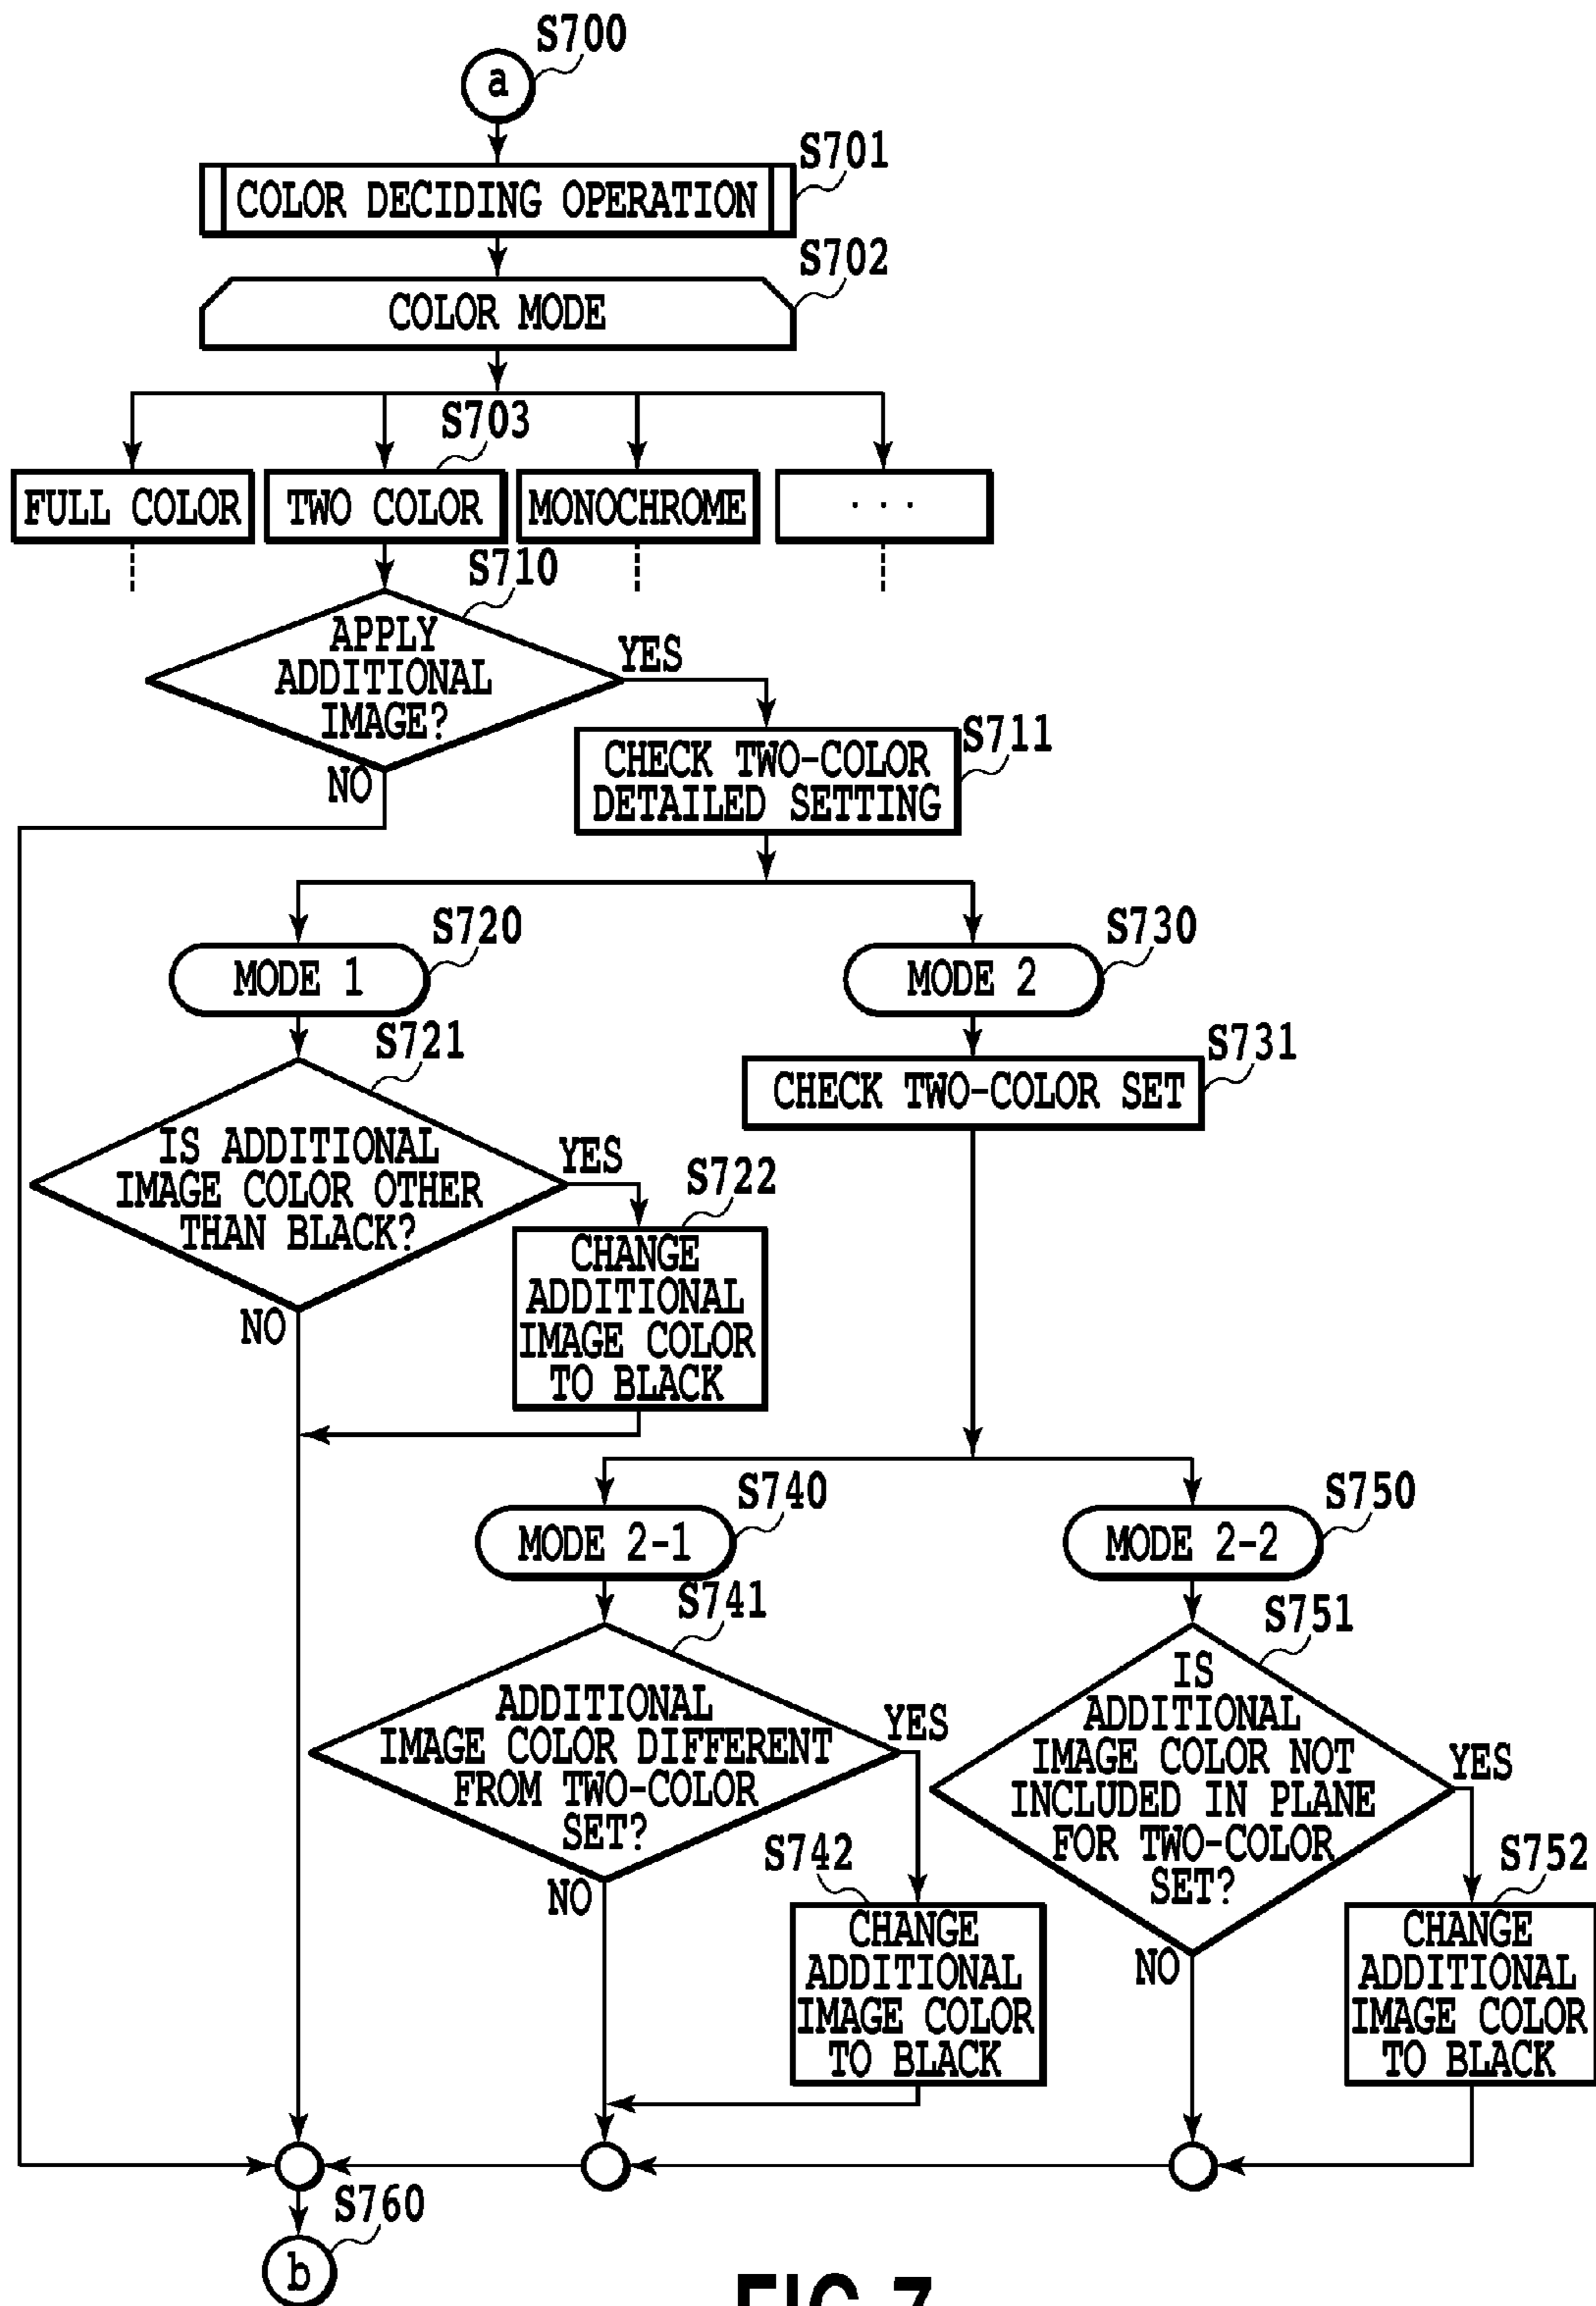 S700
a
S701
COLOR DECIDING OPERATION
S702
COLOR MODE
S703
FULL COLOR
TWO COLOR
MONOCHROME
...
S710
APPLY
ADDITIONAL
IMAGE?
YES
NO
S711
CHECK TWO-COLOR
DETAILED SETTING
S720
MODE 1
S730
MODE 2
S721
IS ADDITIONAL
IMAGE COLOR OTHER
THAN BLACK?
YES
NO
S731
CHECK TWO-COLOR SET
S722
CHANGE
ADDITIONAL
IMAGE COLOR
TO BLACK
S740
MODE 2-1
S750
MODE 2-2
S741
ADDITIONAL
IMAGE COLOR DIFFERENT
FROM TWO-COLOR
SET?
YES
NO
S751
IS
ADDITIONAL
IMAGE COLOR NOT
INCLUDED IN PLANE
FOR TWO-COLOR
SET?
YES
NO
S742
CHANGE
ADDITIONAL
IMAGE COLOR
TO BLACK
S752
CHANGE
ADDITIONAL
IMAGE COLOR
TO BLACK
S760
b
FIG.7